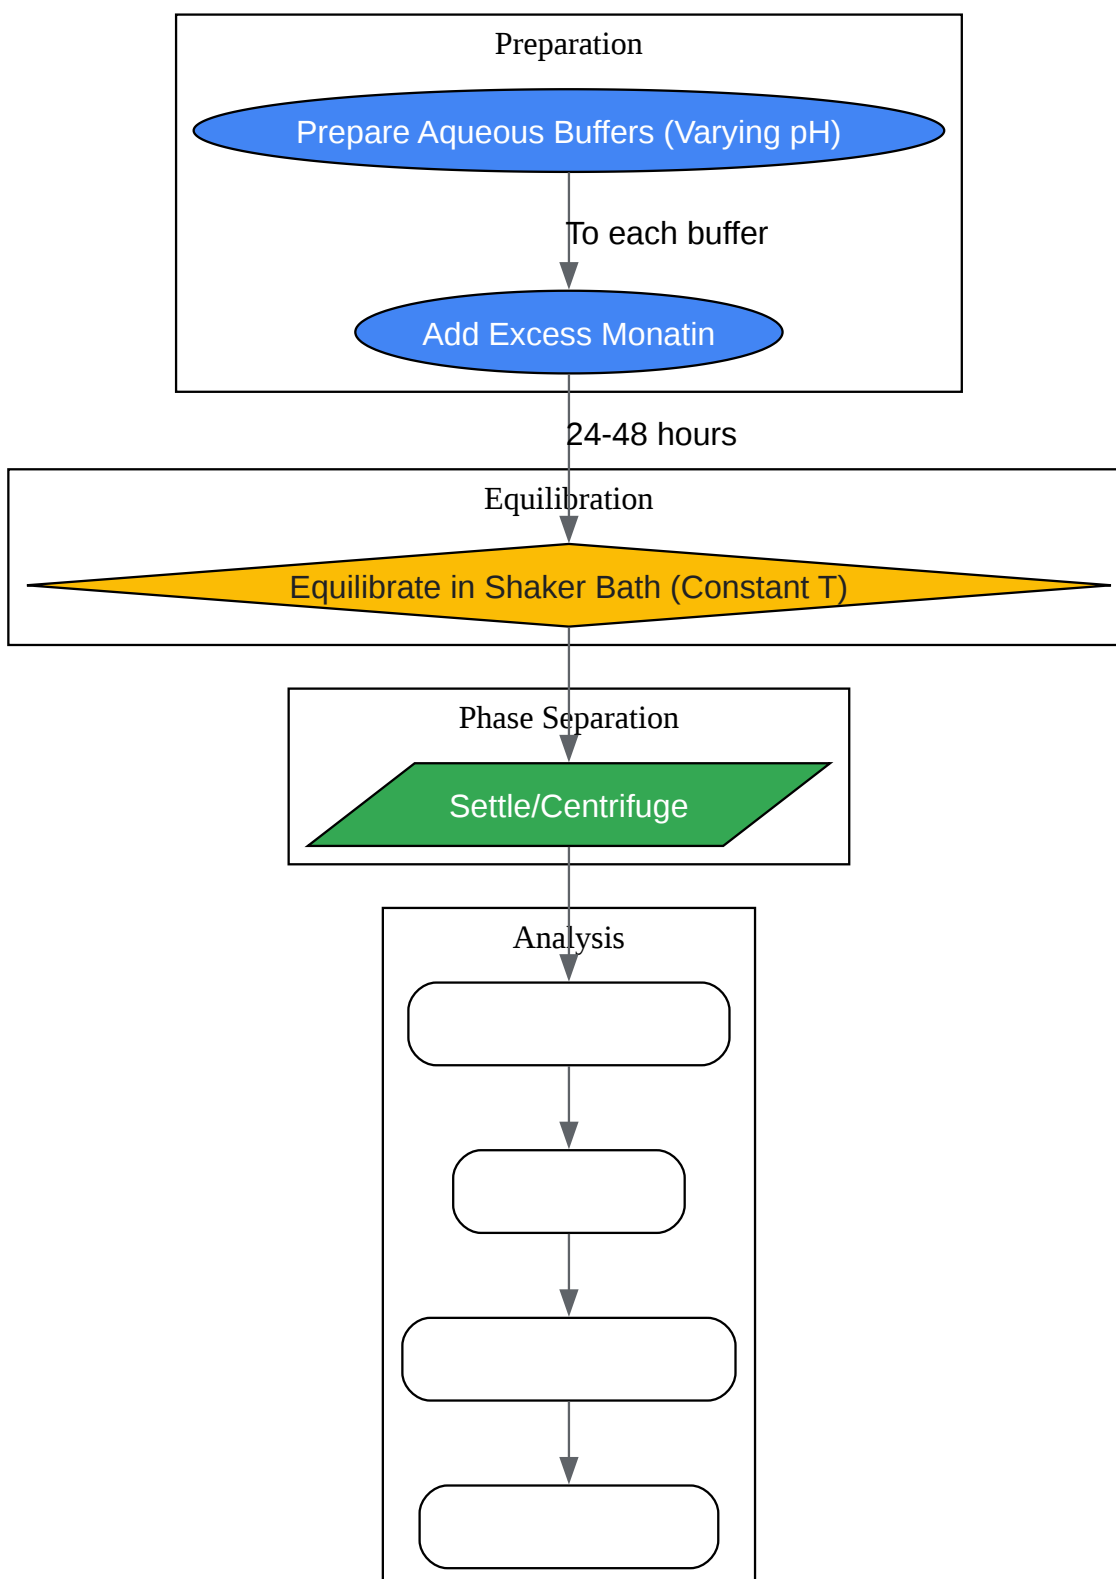 Preparation
Prepare Aqueous Buffers (Varying pH)
To each buffer
Add Excess Monatin
24-48 hours
Equilibration
Equilibrate in Shaker Bath (Constant T)
Phase Separation
Settle/Centrifuge
Analysis